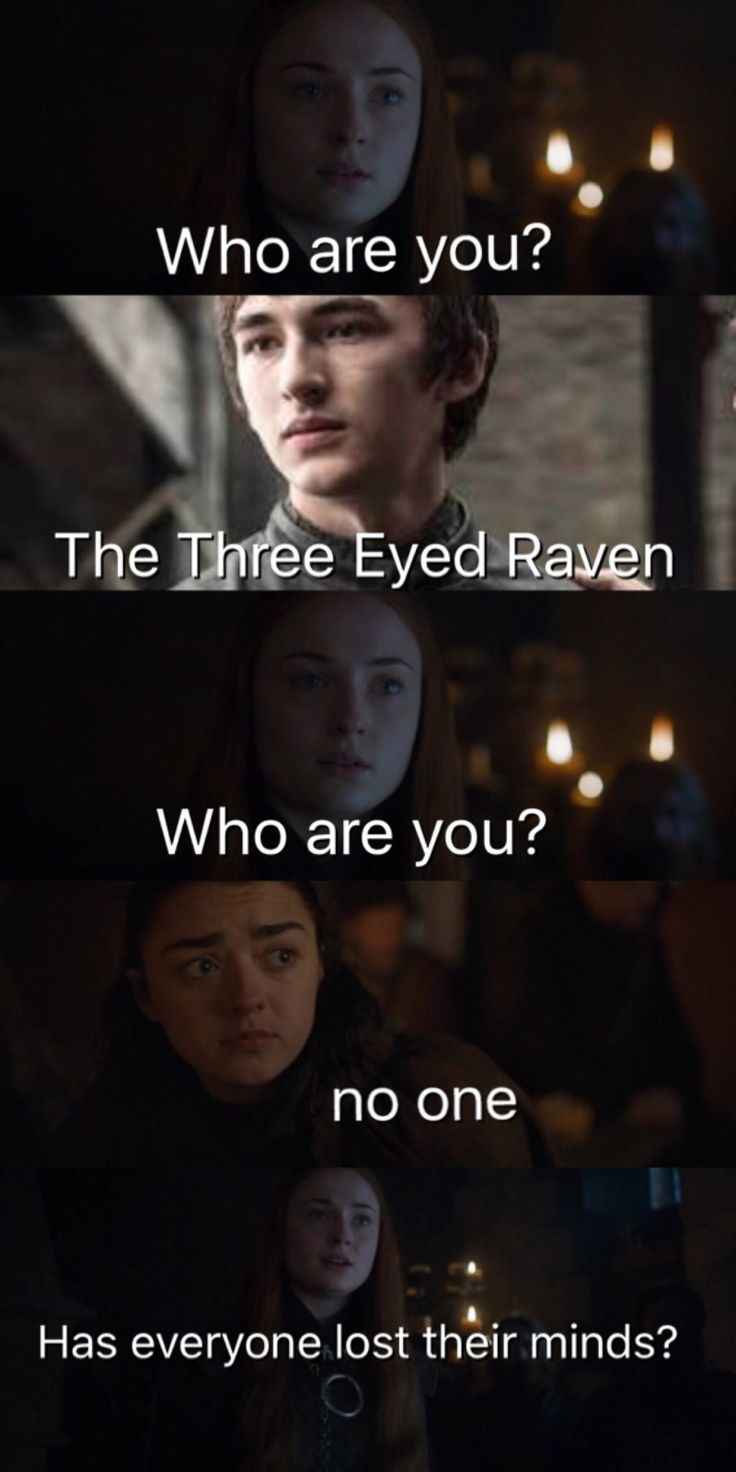 Who are you?
The Three Eyed Raven
Who are you?
no one
Has everyone lost their minds?